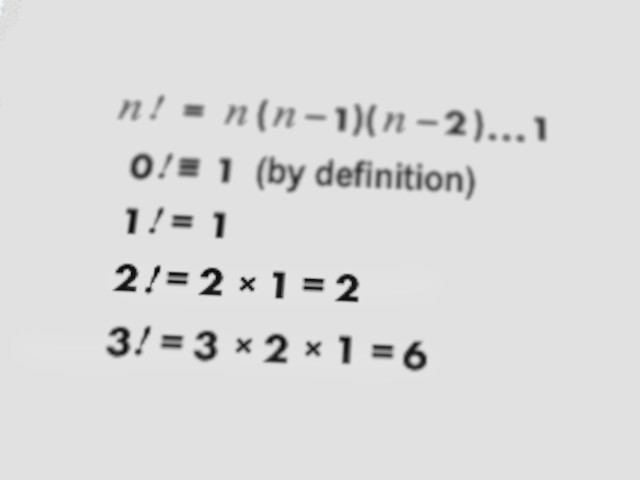 n! = n(n−1)(n−2)...1
0! ≡ 1 (by definition)
1! = 1
2! = 2 × 1 = 2
3! = 3 × 2 × 1 = 6